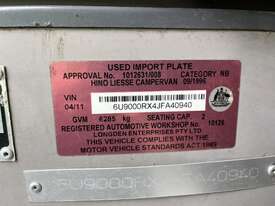 USED IMPORT PLATE
APPROVAL No. 1012631/008 CATEGORY NB
HINO LIESSE CAMPERVAN 09/1996
VIN
04/11 6U9000RX4JFA40940
GVM 6285 kg SEATING CAP. 2
REGISTERED AUTOMOTIVE WORKSHOP No. 10126
LONGDEN ENTERPRISES PTY LTD
THIS VEHICLE COMPLIES WITH THE
MOTOR VEHICLE STANDARDS ACT 1989